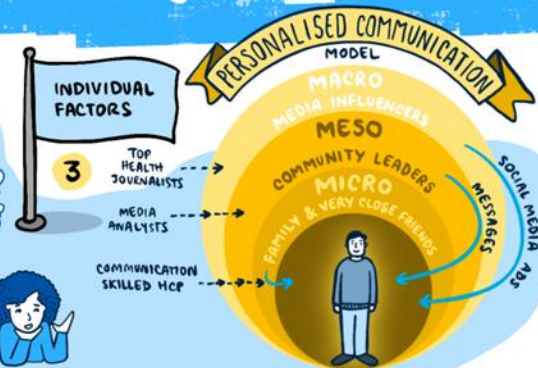 PERSONALISED COMMUNICATION
MODEL
INDIVIDUAL
FACTORS
3
TOP
HEALTH
JOURNALISTS
MEDIA
ANALYSTS
COMMUNICATION
SKILLED HCP
MACRO
MEDIA INFLUENCERS
MESO
COMMUNITY LEADERS
MICRO
FAMILY & VERY CLOSE FRIENDS
MESSAGES
SOCIAL MEDIA ADS